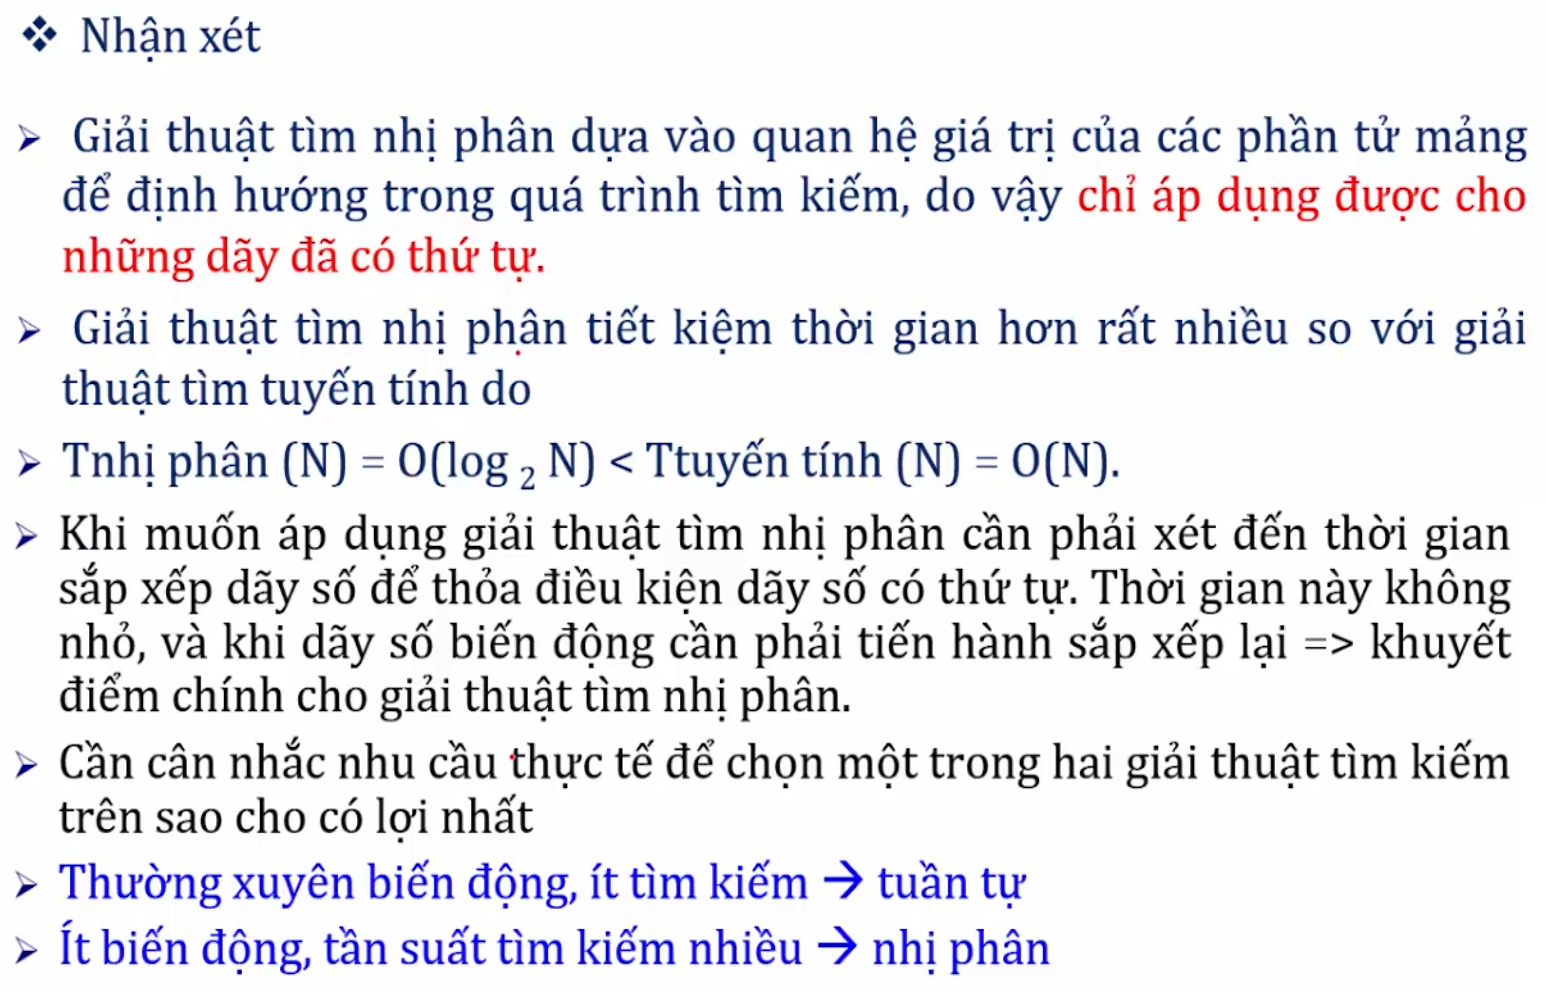 ❖ Nhận xét
➢ Giải thuật tìm nhị phân dựa vào quan hệ giá trị của các phần tử mảng
để định hướng trong quá trình tìm kiếm, do vậy chỉ áp dụng được cho
những dãy đã có thứ tự.
➢ Giải thuật tìm nhị phân tiết kiệm thời gian hơn rất nhiều so với giải
thuật tìm tuyến tính do
➢ Tnhị phân (N) = O(log ₂ N) < Ttuyến tính (N) = O(N).
➢ Khi muốn áp dụng giải thuật tìm nhị phân cần phải xét đến thời gian
sắp xếp dãy số để thỏa điều kiện dãy số có thứ tự. Thời gian này không
nhỏ, và khi dãy số biến động cần phải tiến hành sắp xếp lại => khuyết
điểm chính cho giải thuật tìm nhị phân.
➢ Cần cân nhắc nhu cầu thực tế để chọn một trong hai giải thuật tìm kiếm
trên sao cho có lợi nhất
➢ Thường xuyên biến động, ít tìm kiếm → tuần tự
➢ Ít biến động, tần suất tìm kiếm nhiều → nhị phân